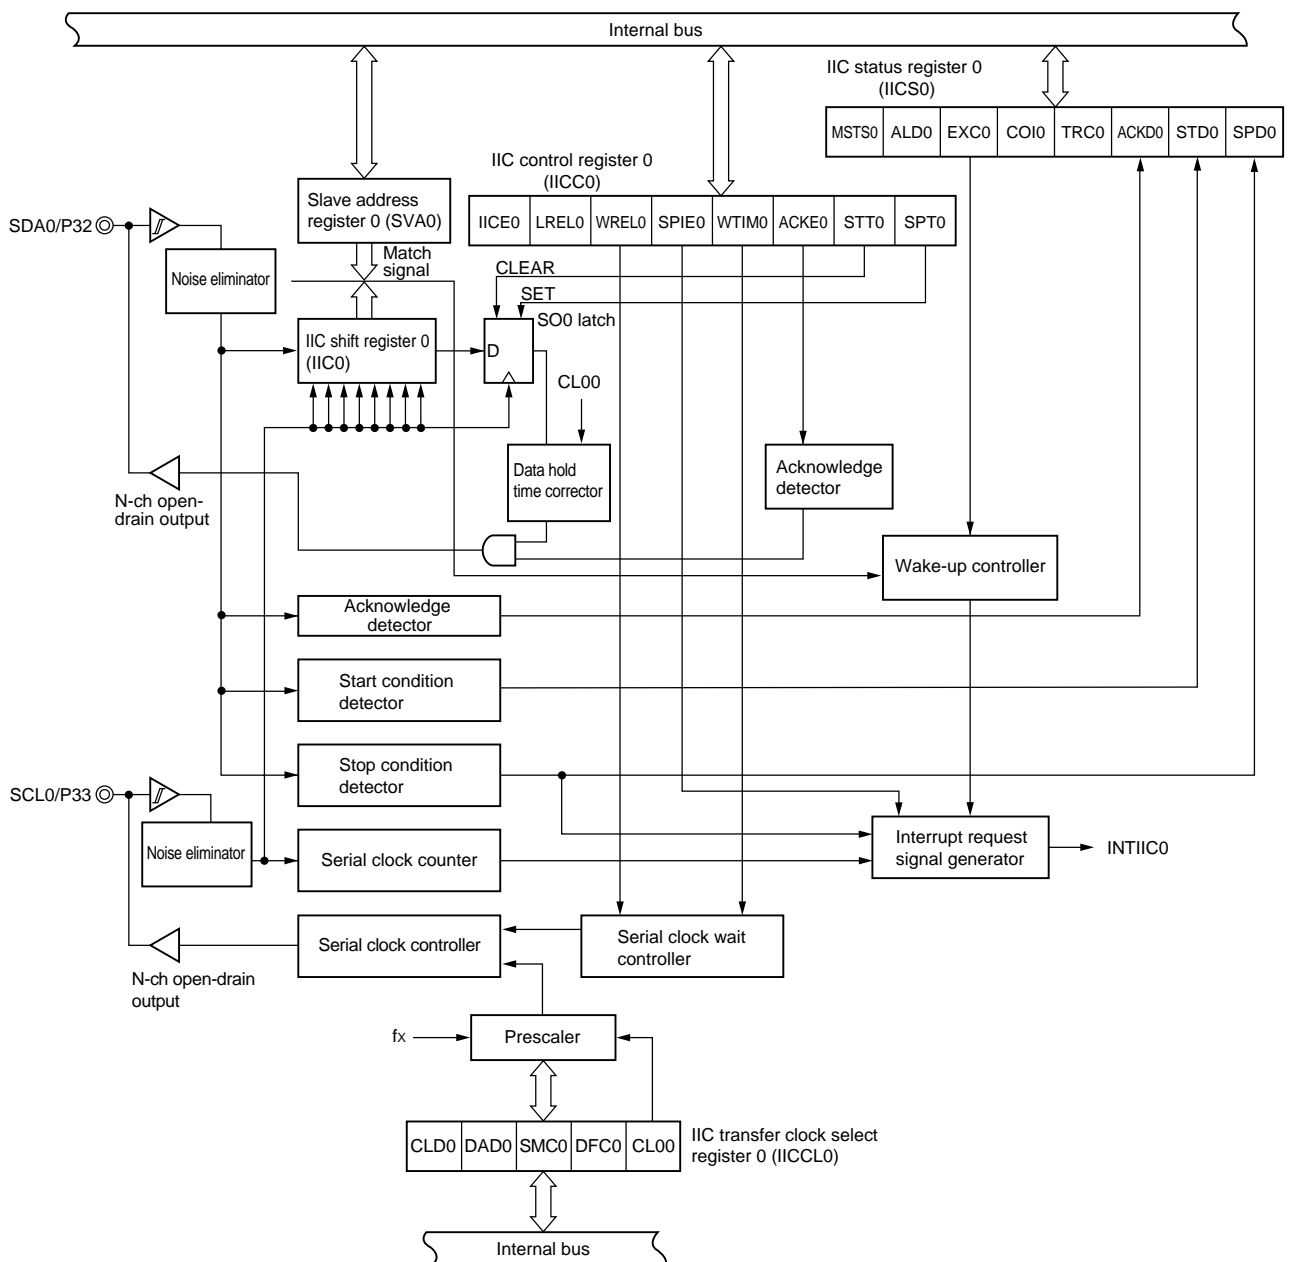 Internal bus
IIC status register 0
(IICS0)
MSTS0 ALD0 EXC0 COI0 TRC0 ACKD0 STD0 SPD0
IIC control register 0
(IICC0)
IICE0 LREL0 WREL0 SPIE0 WTIM0 ACKE0 STT0 SPT0
Slave address
register 0 (SVA0)
SDA0/P32
Noise eliminator
Match
signal
CLEAR
SET
SO0 latch
IIC shift register 0
(IIC0)
D
CL00
Data hold
time corrector
Acknowledge
detector
N-ch open-
drain output
Wake-up controller
Acknowledge
detector
Start condition
detector
Stop condition
detector
SCL0/P33
Noise eliminator
Serial clock counter
Interrupt request
signal generator
INTIIC0
Serial clock controller
Serial clock wait
controller
N-ch open-drain
output
fX
Prescaler
CLD0 DAD0 SMC0 DFC0 CL00
IIC transfer clock select
register 0 (IICCL0)
Internal bus